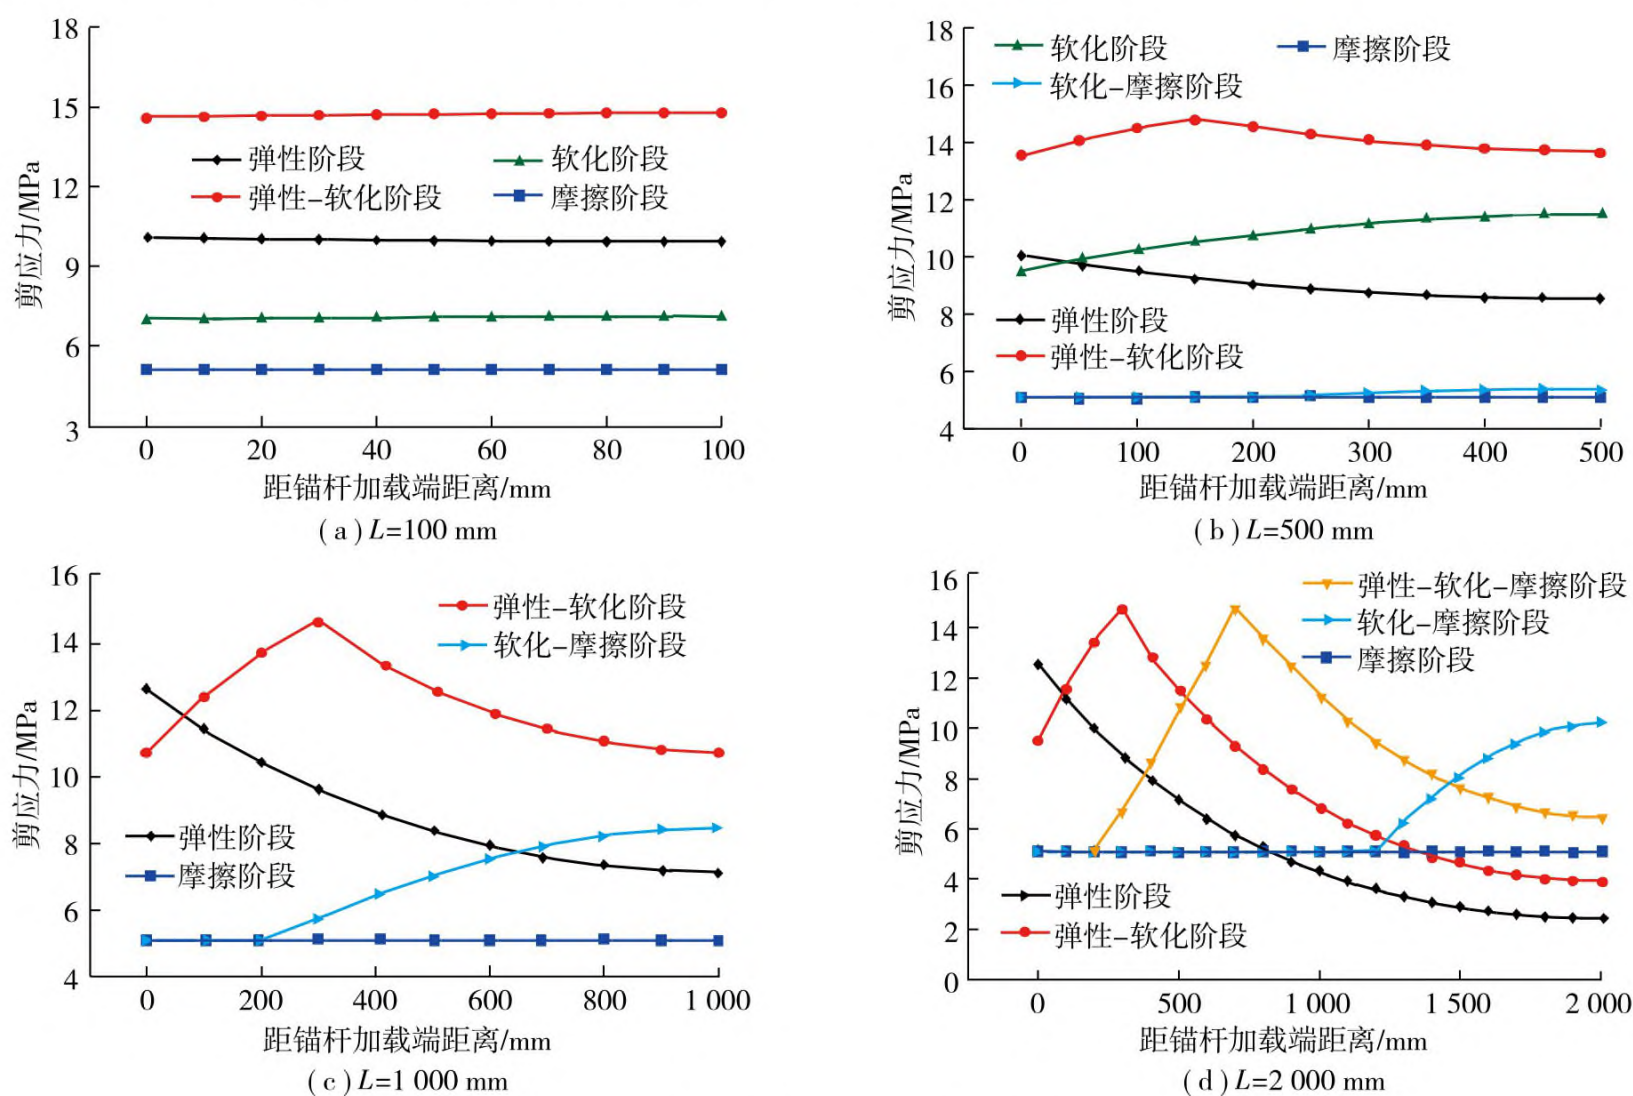 18
15
12
9
6
3
剪应力/MPa
弹性阶段
软化阶段
弹性-软化阶段
摩擦阶段
0 20 40 60 80 100
距锚杆加载端距离/mm
(a)L=100 mm
18
16
14
12
10
8
6
4
剪应力/MPa
软化阶段
摩擦阶段
软化-摩擦阶段
弹性阶段
弹性-软化阶段
0 100 200 300 400 500
距锚杆加载端距离/mm
(b)L=500 mm
16
14
12
10
8
6
4
剪应力/MPa
弹性-软化阶段
软化-摩擦阶段
弹性阶段
摩擦阶段
0 200 400 600 800 1 000
距锚杆加载端距离/mm
(c)L=1 000 mm
16
14
12
10
8
6
4
2
0
剪应力/MPa
弹性-软化-摩擦阶段
软化-摩擦阶段
摩擦阶段
弹性阶段
弹性-软化阶段
0 500 1 000 1 500 2 000
距锚杆加载端距离/mm
(d)L=2 000 mm